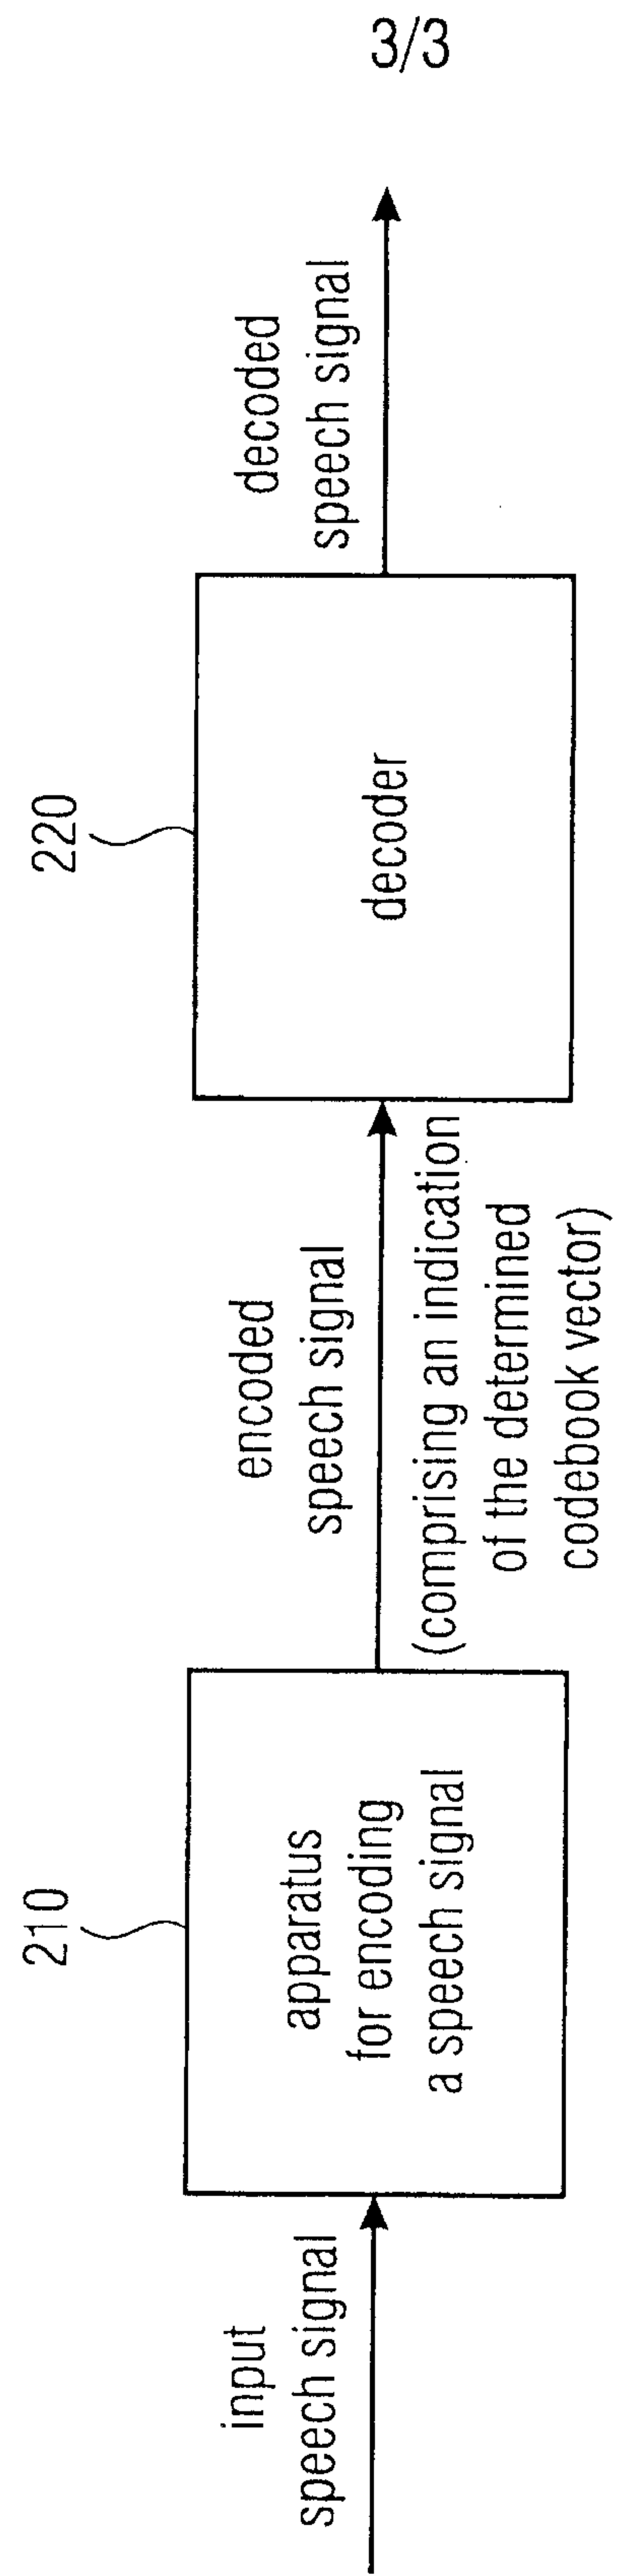 3/3
input
speech signal
210
apparatus
for encoding
a speech signal
encoded
speech signal
(comprising an indication
of the determined
codebook vector)
220
decoder
decoded
speech signal